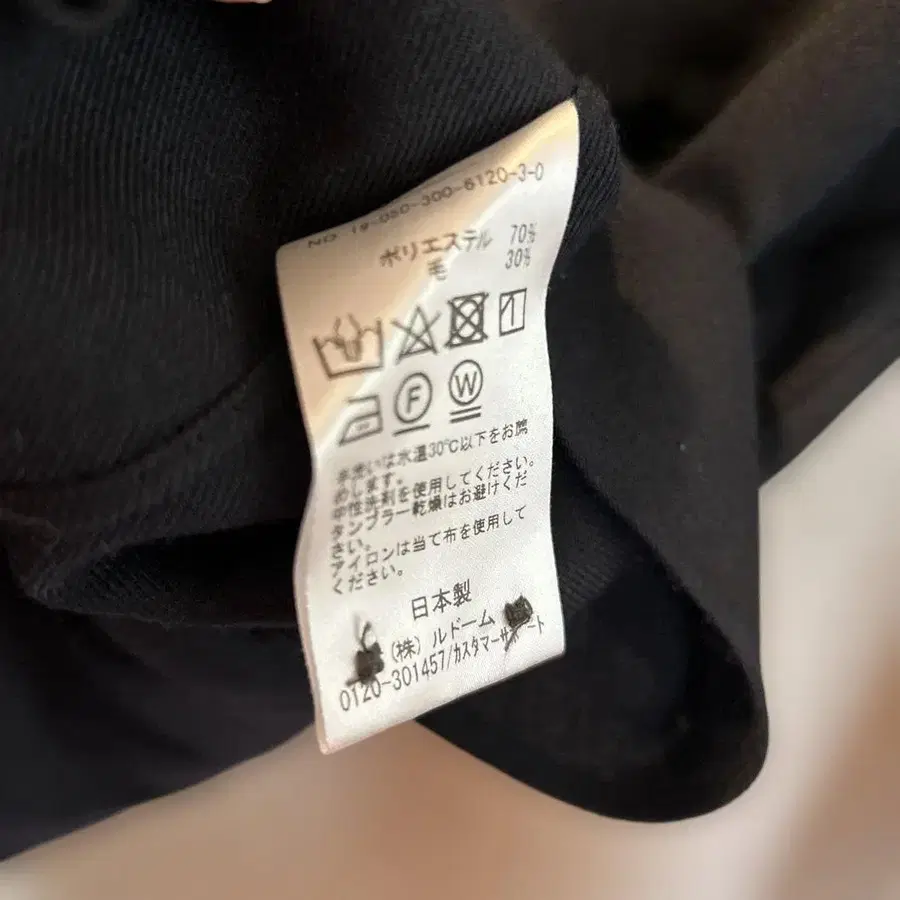 NO 19-050-300-6120-3-0
ポリエステル 70%
毛 30%
F W
手洗いは水温30℃以下をお薦
めします。
中性洗剤を使用してください。
タンブラー乾燥はお避けくだ
さい。
アイロンは当て布を使用して
ください。
日本製
(株)ルドーム
0120-301457/カスタマーサポート